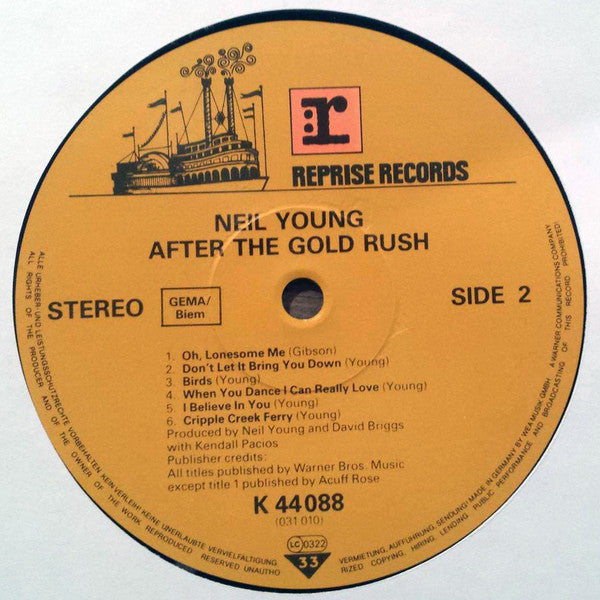 r
REPRISE RECORDS
NEIL YOUNG
AFTER THE GOLD RUSH
STEREO
GEMA/
Biem
SIDE 2
1. Oh, Lonesome Me (Gibson)
2. Don't Let It Bring You Down (Young)
3. Birds (Young)
4. When You Dance I Can Really Love (Young)
5. I Believe In You (Young)
6. Cripple Creek Ferry (Young)
Produced by Neil Young and David Briggs
with Kendall Pacios
Publisher credits:
All titles published by Warner Bros. Music
except title 1 published by Acuff Rose
K 44 088
(031 010)
LC 0322
33
ALLE URHEBER- UND LEISTUNGSSCHUTZRECHTE VORBEHALTEN. KEIN VERLEIH! KEINE UNERLAUBTE VERVIELFÄLTIGUNG
VERMIETUNG, AUFFÜHRUNG, SENDUNG! MADE IN GERMANY BY WEA MUSIK GMBH. A WARNER COMMUNICATIONS COMPANY
ALL RIGHTS OF THE PRODUCER AND OF THE OWNER OF THE WORK REPRODUCED RESERVED UNAUTHO
RIZED COPYING, HIRING, LENDING PUBLIC PERFORMANCE AND BROADCASTING OF THIS RECORD PROHIBITED!